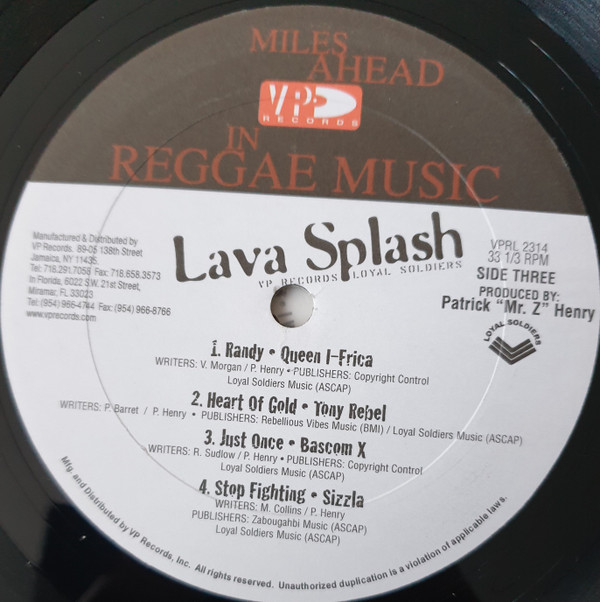 MILES
AHEAD
VP
RECORDS
IN
REGGAE MUSIC
Manufactured & Distributed by
VP Records, 89-05 138th Street
Jamaica, NY 11435.
Tel: 718.291.7058 Fax: 718.658.3573
In Florida, 6022 S.W. 21st Street,
Miramar, FL 33023
Tel: (954) 966-4744 Fax: (954) 966-8766
www.vprecords.com
Lava Splash
VP RECORDS LOYAL SOLDIERS
VPRL 2314
33 1/3 RPM
SIDE THREE
PRODUCED BY:
Patrick "Mr. Z" Henry
LOYAL SOLDIERS
1. Randy • Queen I-Frica
WRITERS: V. Morgan / P. Henry • PUBLISHERS: Copyright Control
Loyal Soldiers Music (ASCAP)
2. Heart Of Gold • Tony Rebel
WRITERS: P. Barret / P. Henry • PUBLISHERS: Rebellious Vibes Music (BMI) / Loyal Soldiers Music (ASCAP)
3. Just Once • Bascom X
WRITERS: R. Sudlow / P. Henry • PUBLISHERS: Copyright Control
Loyal Soldiers Music (ASCAP)
4. Stop Fighting • Sizzla
WRITERS: M. Collins / P. Henry
PUBLISHERS: Zabougahbi Music (ASCAP)
Loyal Soldiers Music (ASCAP)
Mfg. and Distributed by VP Records, Inc. All rights reserved. Unauthorized duplication is a violation of applicable laws.